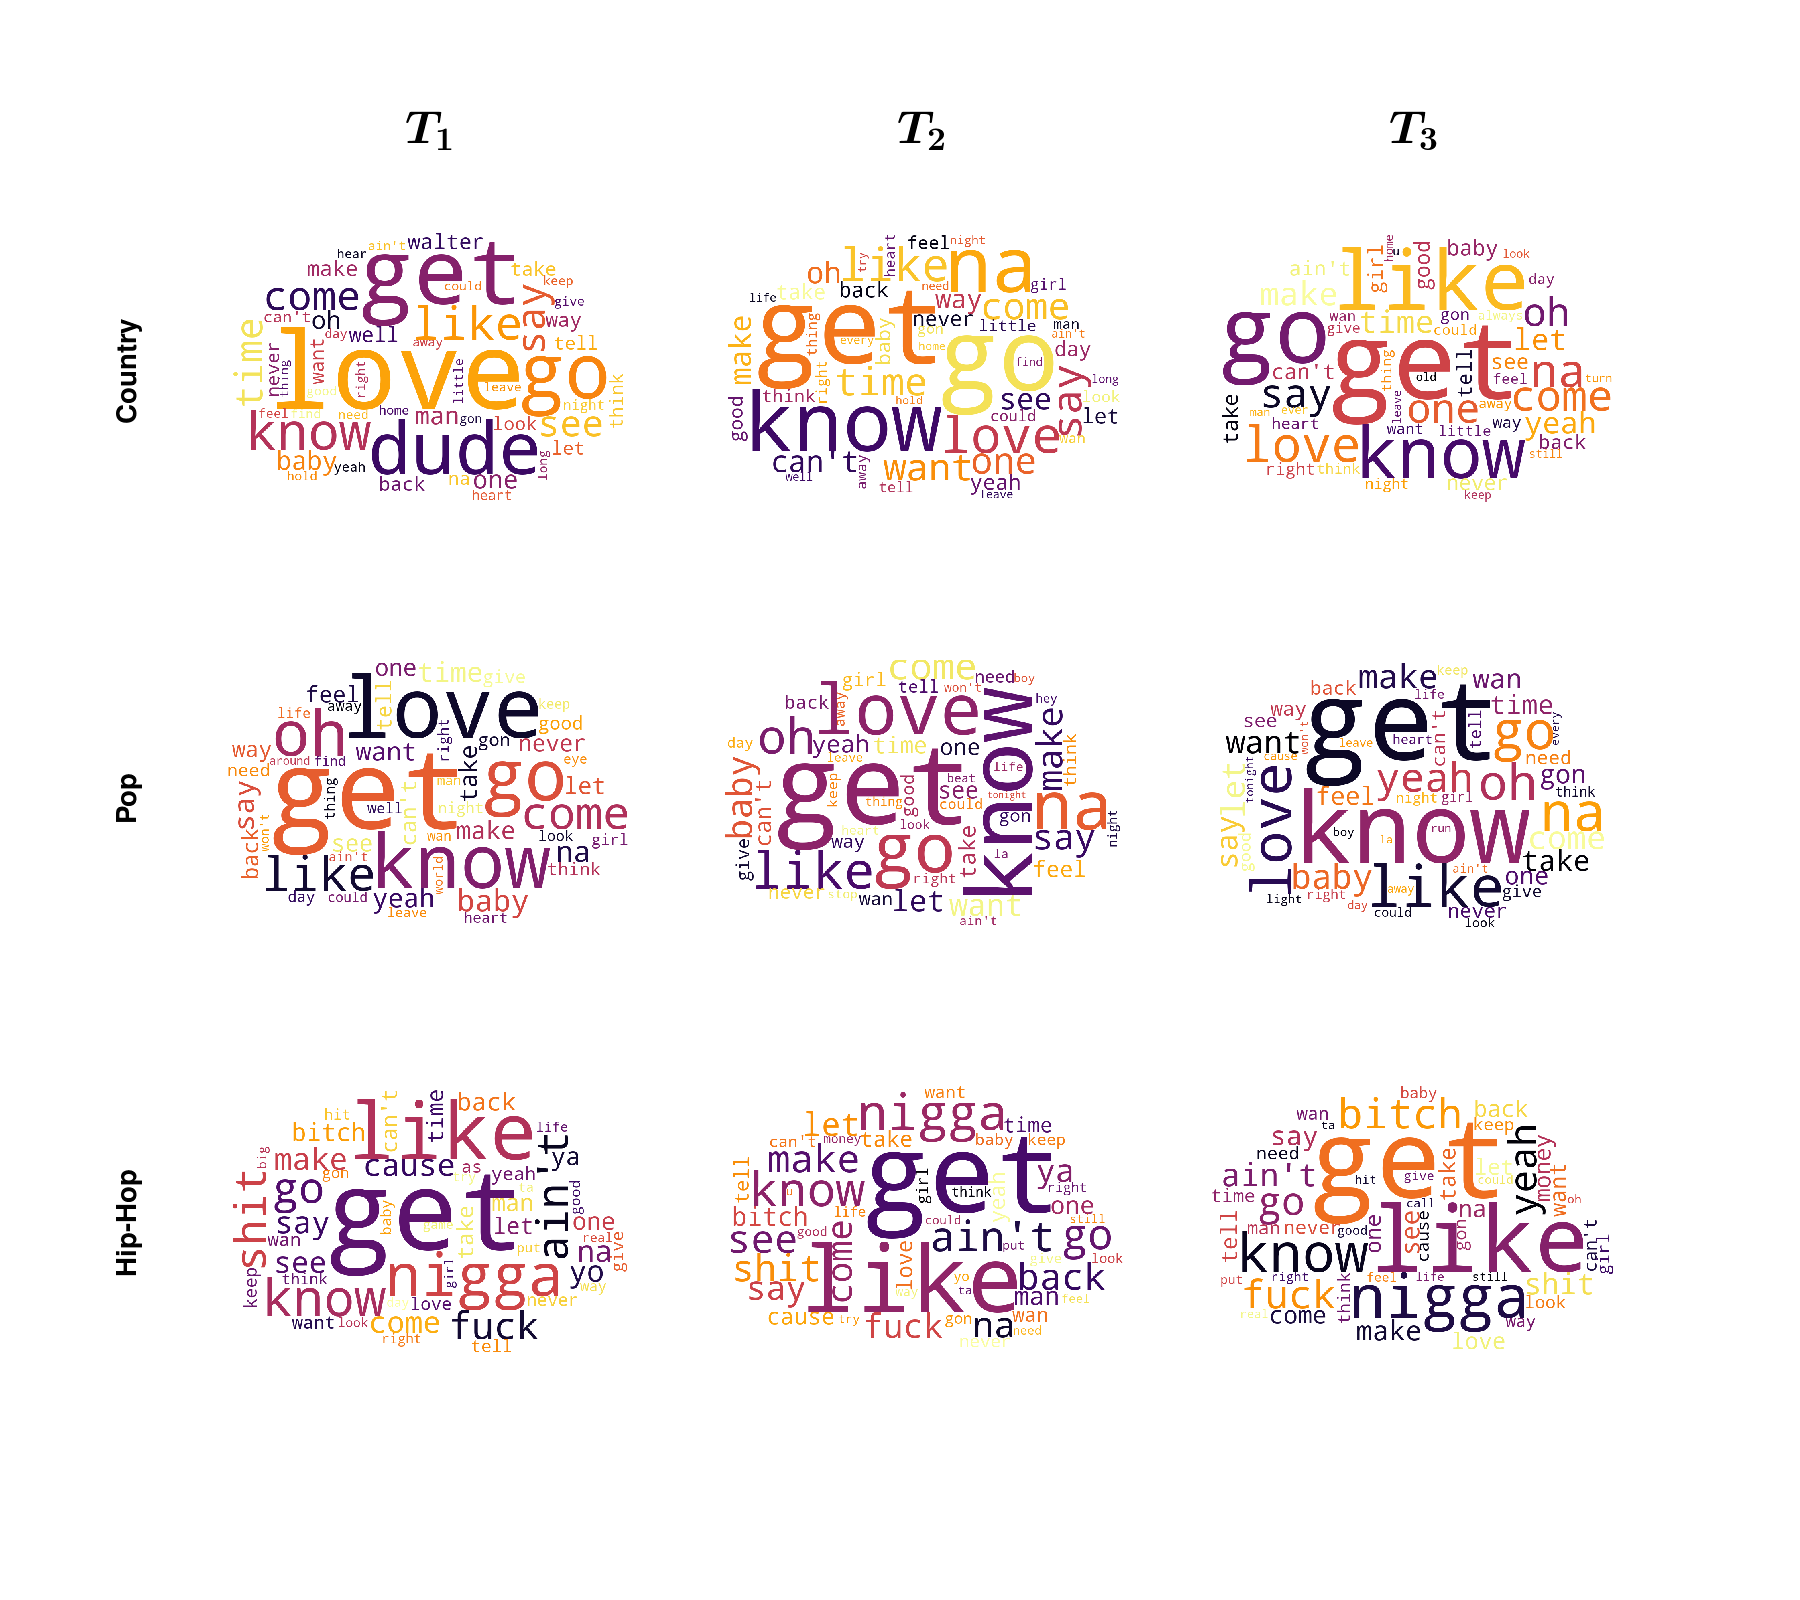 T1 T2 T3
Country
hear ain't walter
make get take
could keep
come say give
can't oh like way
day well away tell
time never thing want love right little leave go think
good night
feel find need home man gon look see
know dude let
baby yeah long
hold back na one
heart
feel night
oh try like heart na
life take back need girl
way come
make thing get never little man
every baby gon ain't
home go find day
right time long
think hold see say
good know could let
love wan
can't away want one
well tell yeah
leave
home u
ain't girl good baby look
make like day
go wan time gon always oh
give could let
can't thing get tell see
old feel na turn
take say leave one away come
man ever
heart want little way yeah
love know back
right think still
night never
keep
Pop
one time give
feel love keep
life away tell good
oh want right gon never
way around find eye
need get take go let
thing man
say well night come
back won't can't wan make look girl
see
ain't na
like know world think
day could yeah baby
leave heart
come
girl tell need boy
back away love won't hey
day oh yeah time one know make think
leave life
baby can't get beat
keep good see tonight
thing could na
look gon say night
heart
give way go take la
like right feel
never stop wan let want
ain't
make keep wan
back life
way get time
see can't tell go every
want won't leave heart need
cause
tonight yeah oh gon
feel night girl think
say let love know na
good boy run
la come
baby ain't take
like one
right away give
light day never
could look
Hip-Hop
hit like can't time back life
bitch
big make cause as yeah ain't ya
gon try
go get ta good
shit say baby game take let one
wan real
see put na give
think nigga girl yo way
keep know love never
want look come fuck
right tell
want
let nigga time
can't money take baby keep
tell make get ya
know u girl think yeah right
bitch life one
could still
see good come ain't put go
love look
shit like give
say way yo ta back
man feel
cause try fuck gon na wan
need
never
baby
wan ta bitch back
say get keep yeah
need money
ain't hit give take let want
time could oh
go call na
tell man never good one see cause gon like can't girl
know
put right feel life still
fuck think nigga shit
look
real come make way
love